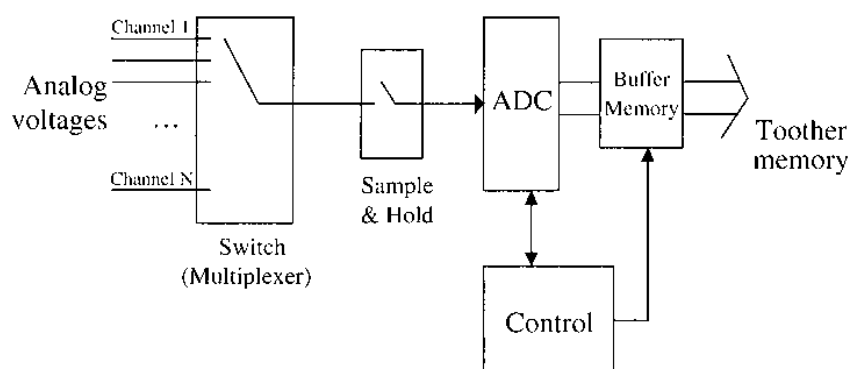 Channel 1
Analog
voltages
...
Channel N
Switch
(Multiplexer)
Sample
& Hold
ADC
Buffer
Memory
Toother
memory
Control